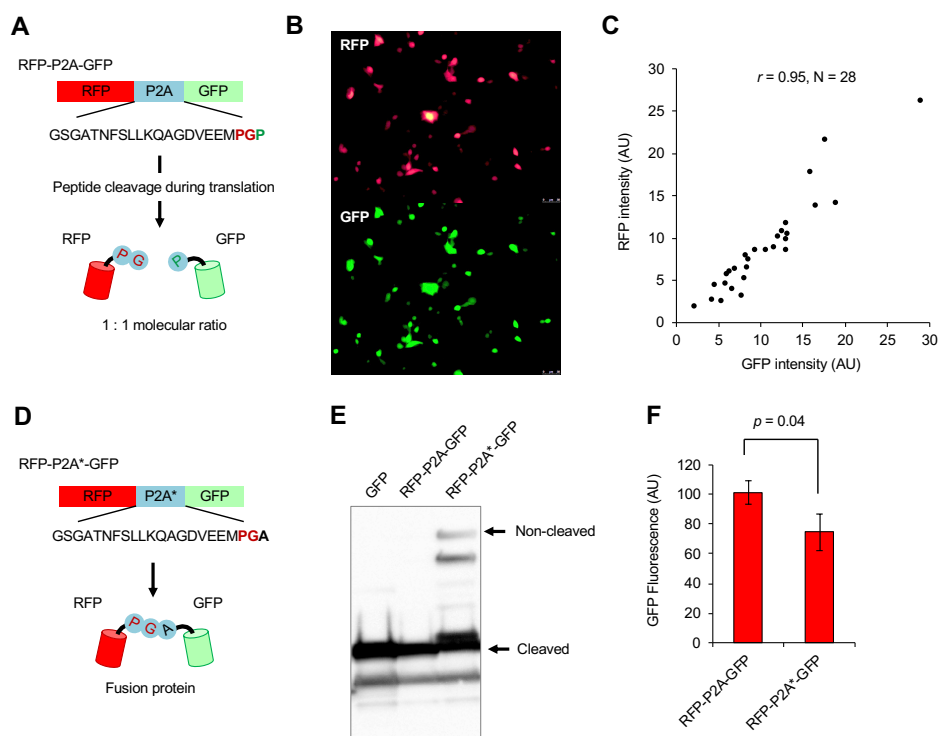 A
RFP-P2A-GFP
RFP P2A GFP
GSGATNFSLLKQAGDVEEMPGP
Peptide cleavage during translation
RFP GFP
P G P
1 : 1 molecular ratio
B
RFP
GFP
C
r = 0.95, N = 28
RFP intensity (AU)
30
25
20
15
10
5
0
0 5 10 15 20 25 30
GFP intensity (AU)
D
RFP-P2A*-GFP
RFP P2A* GFP
GSGATNFSLLKQAGDVEEMPGA
RFP GFP
P G A
Fusion protein
E
GFP
RFP-P2A-GFP
RFP-P2A*-GFP
Non-cleaved
Cleaved
F
p = 0.04
GFP Fluorescence (AU)
120
100
80
60
40
20
0
RFP-P2A-GFP
RFP-P2A*-GFP